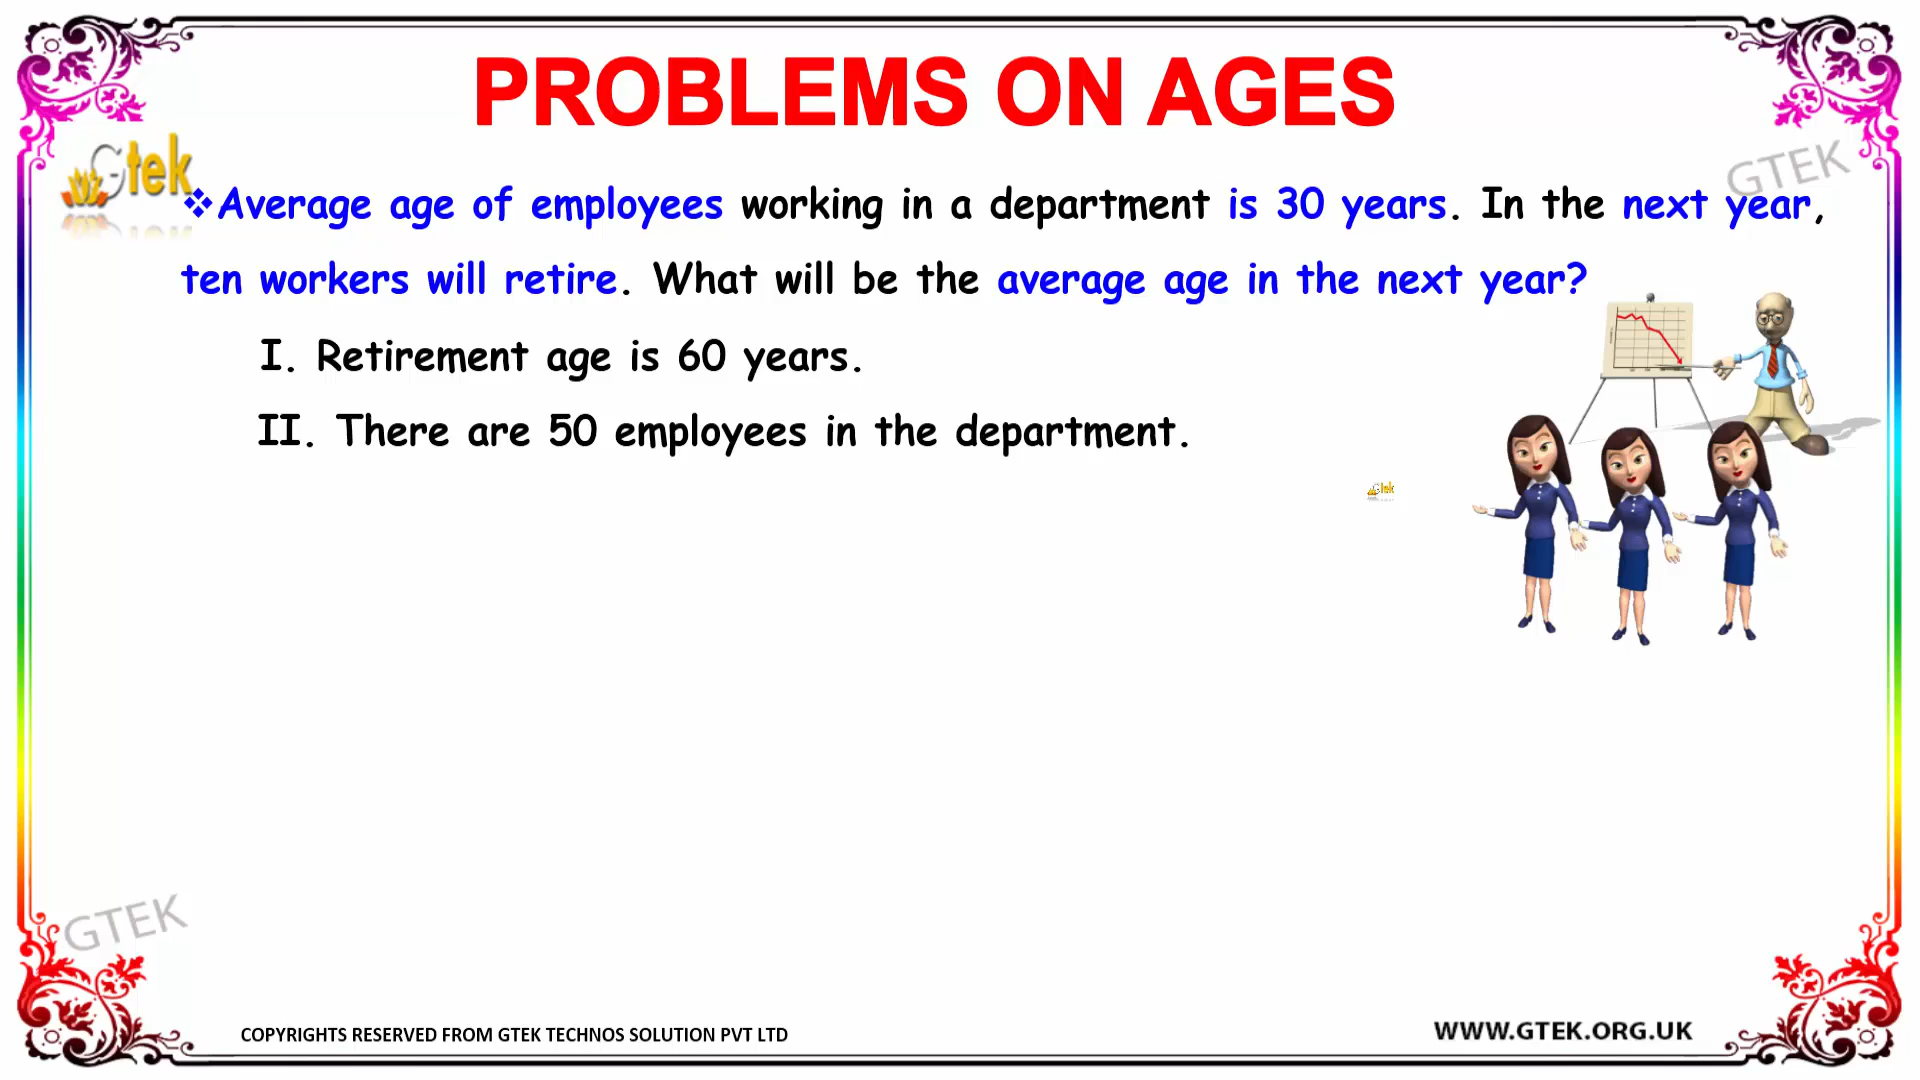 PROBLEMS ON AGES
Gtek
GTEK
❖Average age of employees working in a department is 30 years. In the next year,
ten workers will retire. What will be the average age in the next year?
I. Retirement age is 60 years.
II. There are 50 employees in the department.
Gtek
GTEK
COPYRIGHTS RESERVED FROM GTEK TECHNOS SOLUTION PVT LTD
WWW.GTEK.ORG.UK